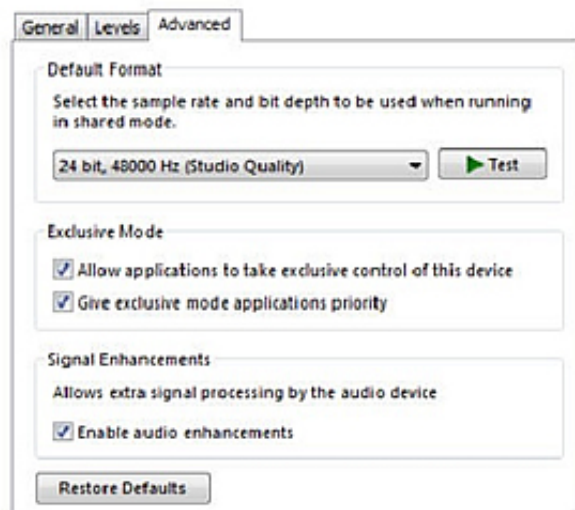 General Levels Advanced
Default Format
Select the sample rate and bit depth to be used when running
in shared mode.
24 bit, 48000 Hz (Studio Quality) Test
Exclusive Mode
Allow applications to take exclusive control of this device
Give exclusive mode applications priority
Signal Enhancements
Allows extra signal processing by the audio device
Enable audio enhancements
Restore Defaults